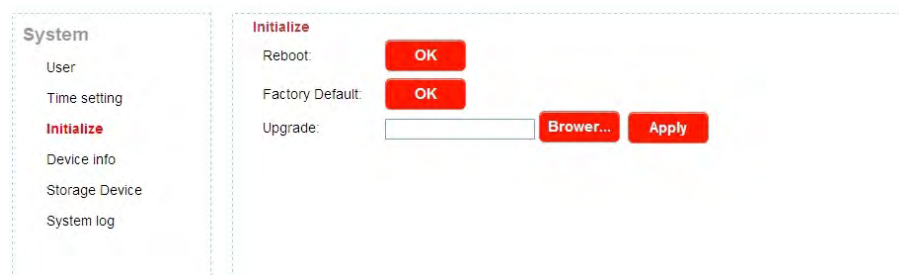 System
User
Time setting
Initialize
Device info
Storage Device
System log
Initialize
Reboot: OK
Factory Default: OK
Upgrade: Brower... Apply